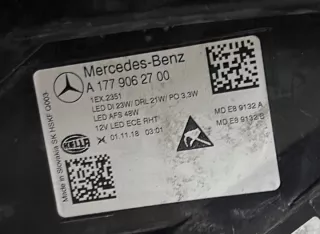 Mercedes-Benz
A 177 906 27 00
1EX.2351
LED DI 23W/ DRL 21W/ PO 3.3W
LED AFS 48W
12V LED ECE RHT
01.11.18 03:01
MD E8 9132 A
MD E8 9132 B
HELLA
Made in Slovakia SK HSKF 0003